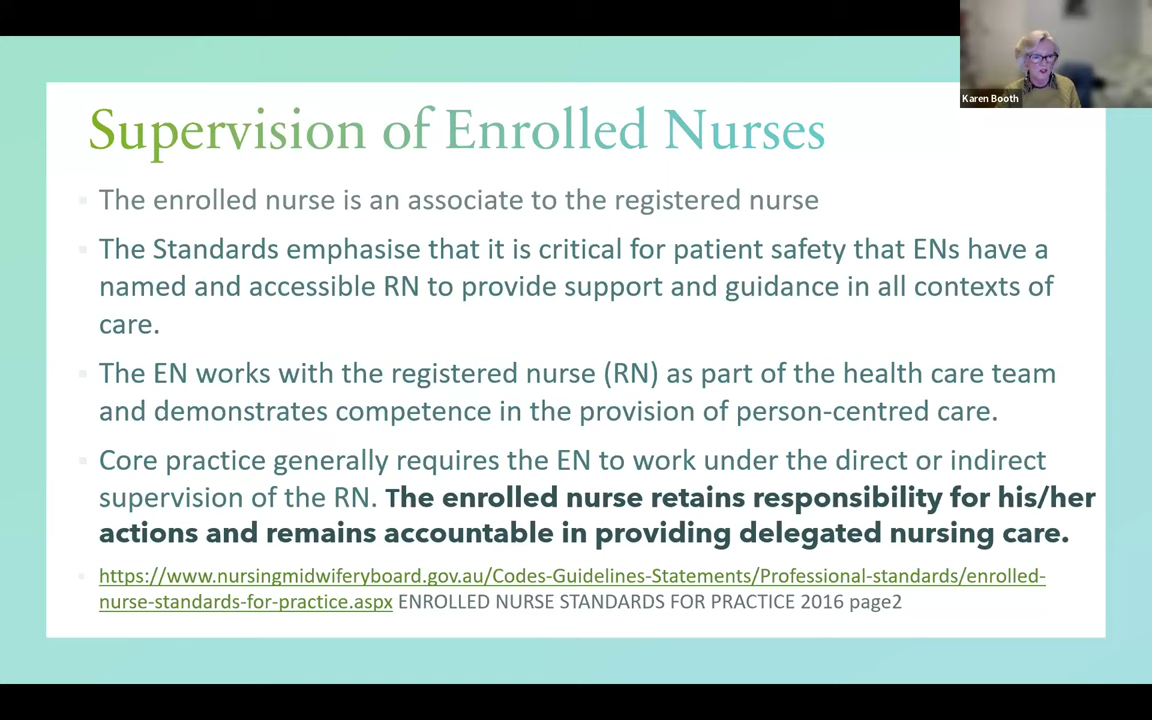 Karen Booth
Supervision of Enrolled Nurses
The enrolled nurse is an associate to the registered nurse
The Standards emphasise that it is critical for patient safety that ENs have a
named and accessible RN to provide support and guidance in all contexts of
care.
The EN works with the registered nurse (RN) as part of the health care team
and demonstrates competence in the provision of person-centred care.
Core practice generally requires the EN to work under the direct or indirect
supervision of the RN. The enrolled nurse retains responsibility for his/her
actions and remains accountable in providing delegated nursing care.
https://www.nursingmidwiferyboard.gov.au/Codes-Guidelines-Statements/Professional-standards/enrolled-
nurse-standards-for-practice.aspx ENROLLED NURSE STANDARDS FOR PRACTICE 2016 page2